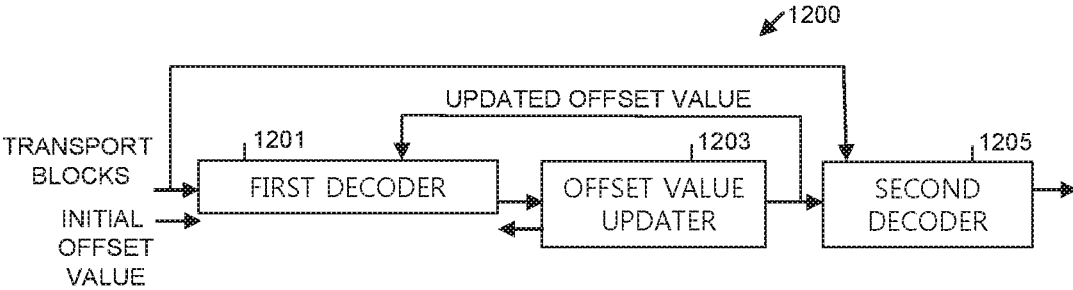 1200
UPDATED OFFSET VALUE
TRANSPORT
BLOCKS
1201
FIRST DECODER
1203
OFFSET VALUE
UPDATER
1205
SECOND
DECODER
INITIAL
OFFSET
VALUE